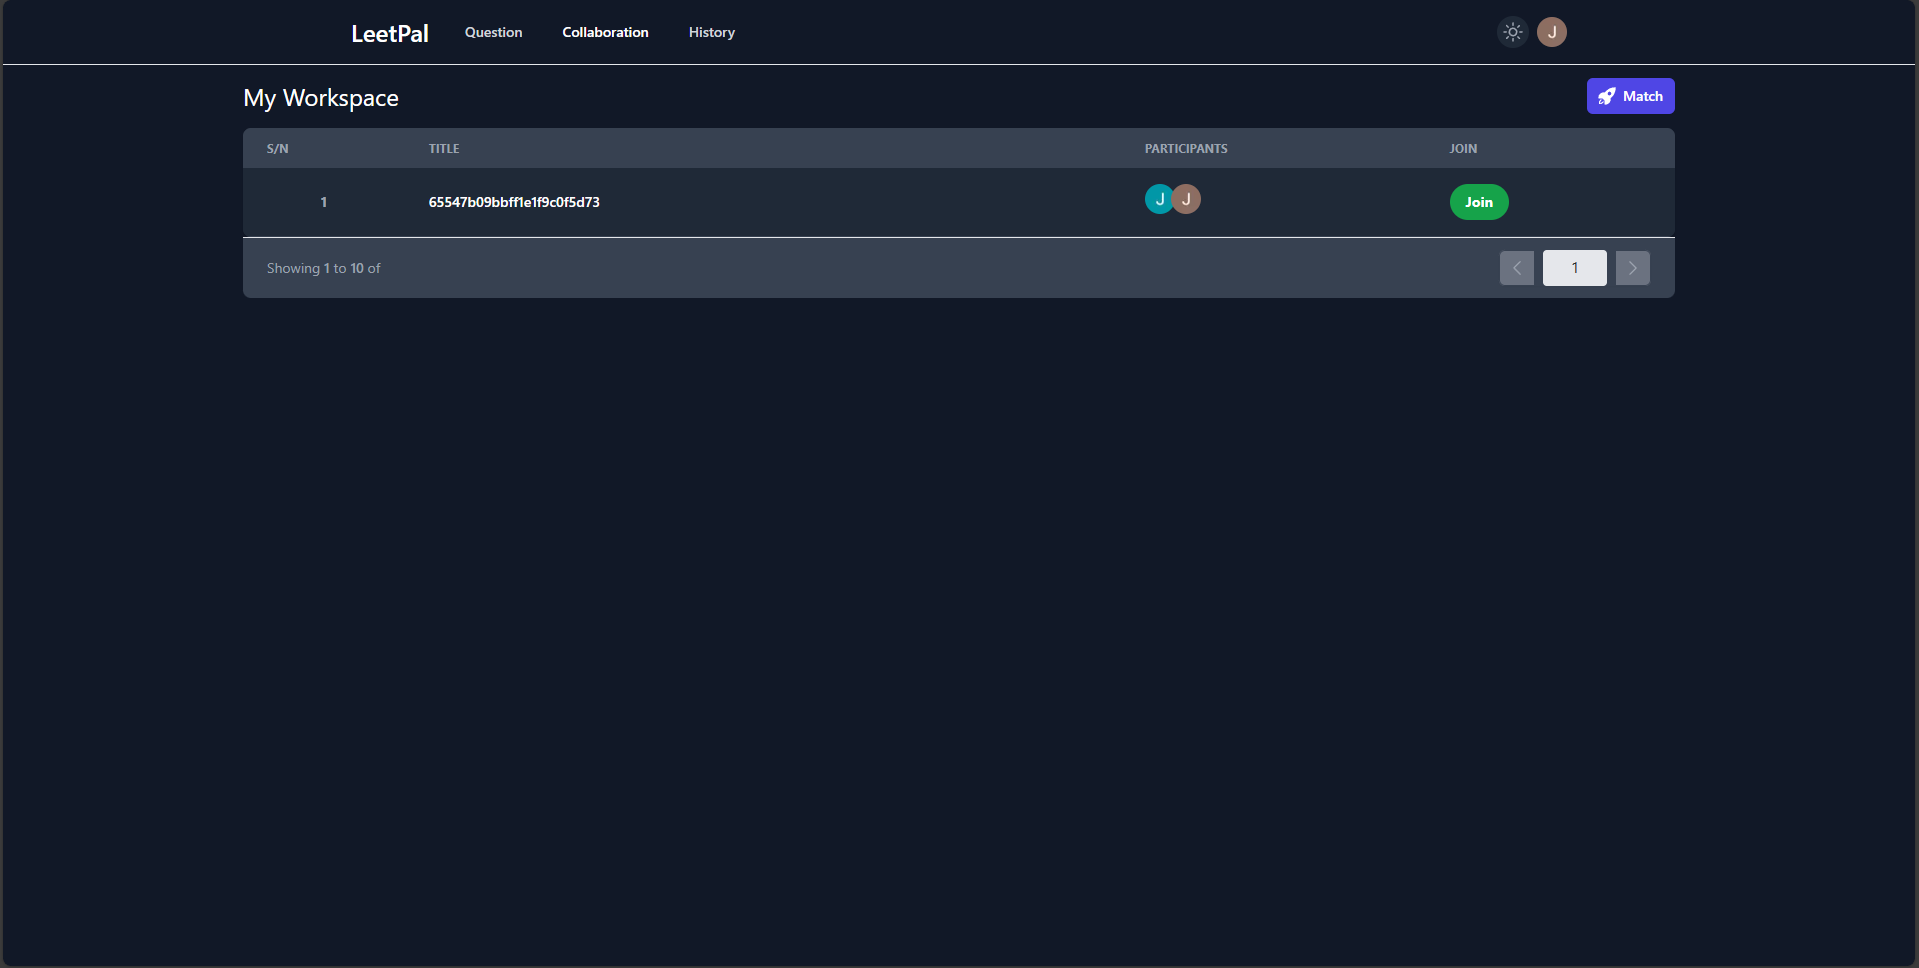 LeetPal Question Collaboration History J
My Workspace Match
S/N TITLE PARTICIPANTS JOIN
1 65547b09bbff1e1f9c0f5d73 J J Join
Showing 1 to 10 of 1